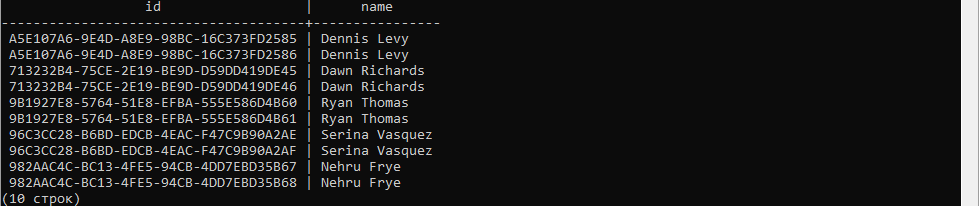 id | name
--------------------------------------+----------------
A5E107A6-9E4D-A8E9-98BC-16C373FD2585 | Dennis Levy
A5E107A6-9E4D-A8E9-98BC-16C373FD2586 | Dennis Levy
713232B4-75CE-2E19-BE9D-D59DD419DE45 | Dawn Richards
713232B4-75CE-2E19-BE9D-D59DD419DE46 | Dawn Richards
9B1927E8-5764-51E8-EFBA-555E586D4B60 | Ryan Thomas
9B1927E8-5764-51E8-EFBA-555E586D4B61 | Ryan Thomas
96C3CC28-B6BD-EDCB-4EAC-F47C9B90A2AE | Serina Vasquez
96C3CC28-B6BD-EDCB-4EAC-F47C9B90A2AF | Serina Vasquez
982AAC4C-BC13-4FE5-94CB-4DD7EBD35B67 | Nehru Frye
982AAC4C-BC13-4FE5-94CB-4DD7EBD35B68 | Nehru Frye
(10 строк)